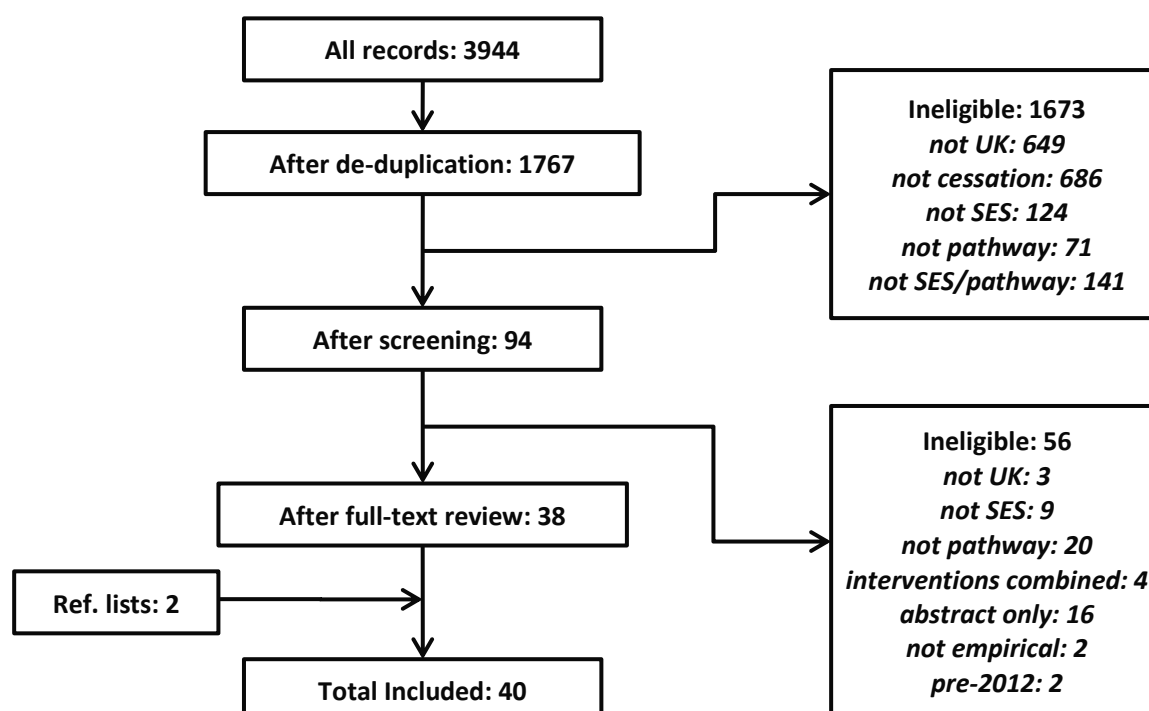 All records: 3944
After de-duplication: 1767
Ineligible: 1673
not UK: 649
not cessation: 686
not SES: 124
not pathway: 71
not SES/pathway: 141
After screening: 94
Ineligible: 56
not UK: 3
not SES: 9
not pathway: 20
interventions combined: 4
abstract only: 16
not empirical: 2
pre-2012: 2
After full-text review: 38
Ref. lists: 2
Total Included: 40